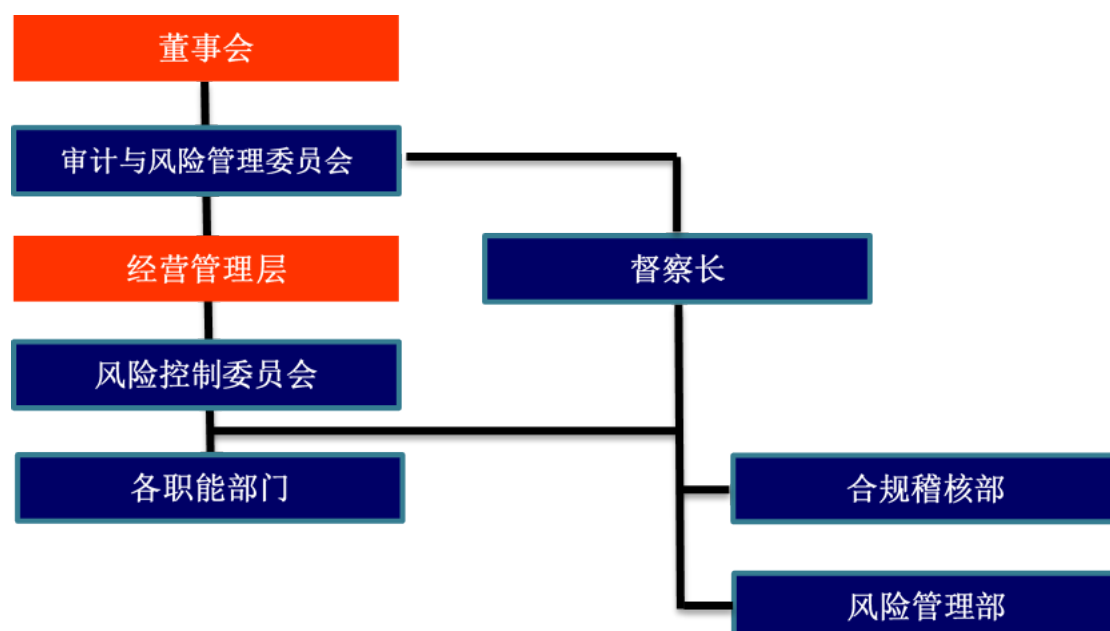 董事会
审计与风险管理委员会
经营管理层
督察长
风险控制委员会
各职能部门
合规稽核部
风险管理部